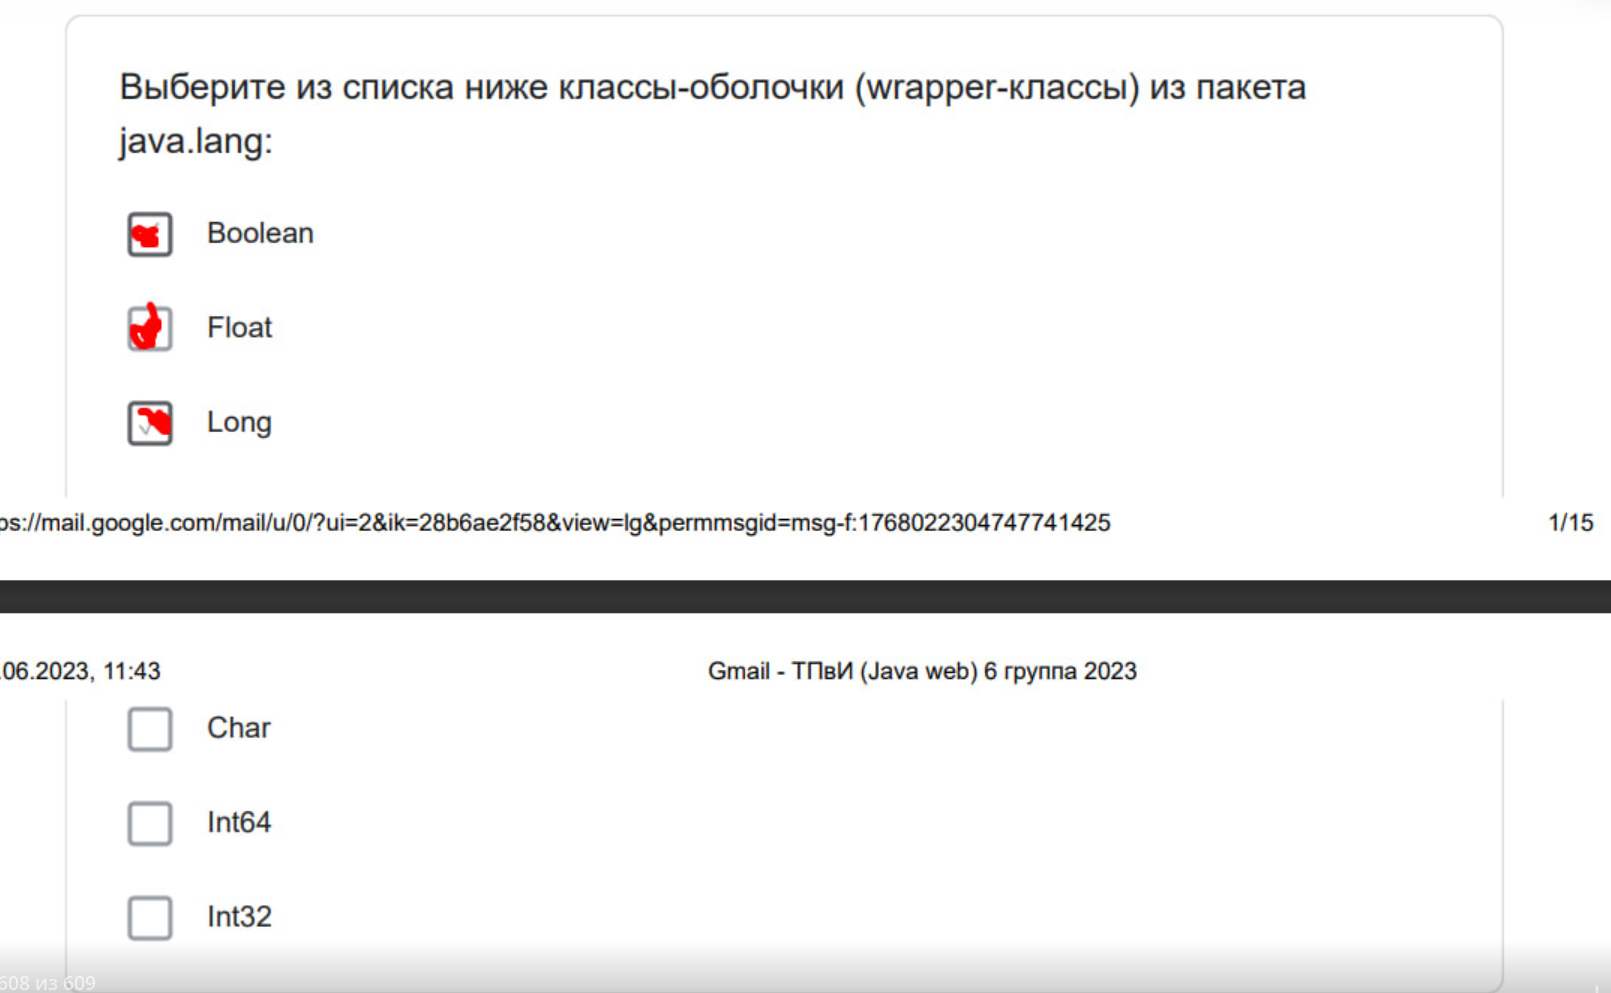 Выберите из списка ниже классы-оболочки (wrapper-классы) из пакета
java.lang:
Boolean
Float
Long
ps://mail.google.com/mail/u/0/?ui=2&ik=28b6ae2f58&view=lg&permmsgid=msg-f:1768022304747741425 1/15
.06.2023, 11:43 Gmail - ТПвИ (Java web) 6 группа 2023
Char
Int64
Int32
608 из 609